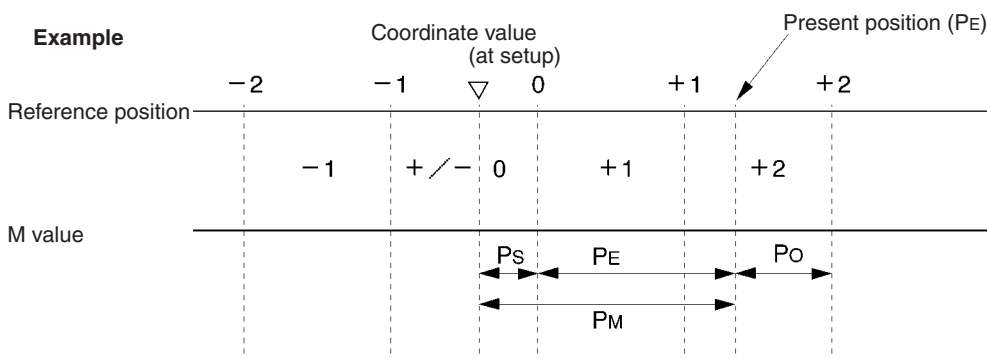 Example
Coordinate value
(at setup)
Present position (PE)
−2 −1 ▽ 0 +1 +2
Reference position
−1 +/− 0 +1 +2
M value
PS PE PO
PM